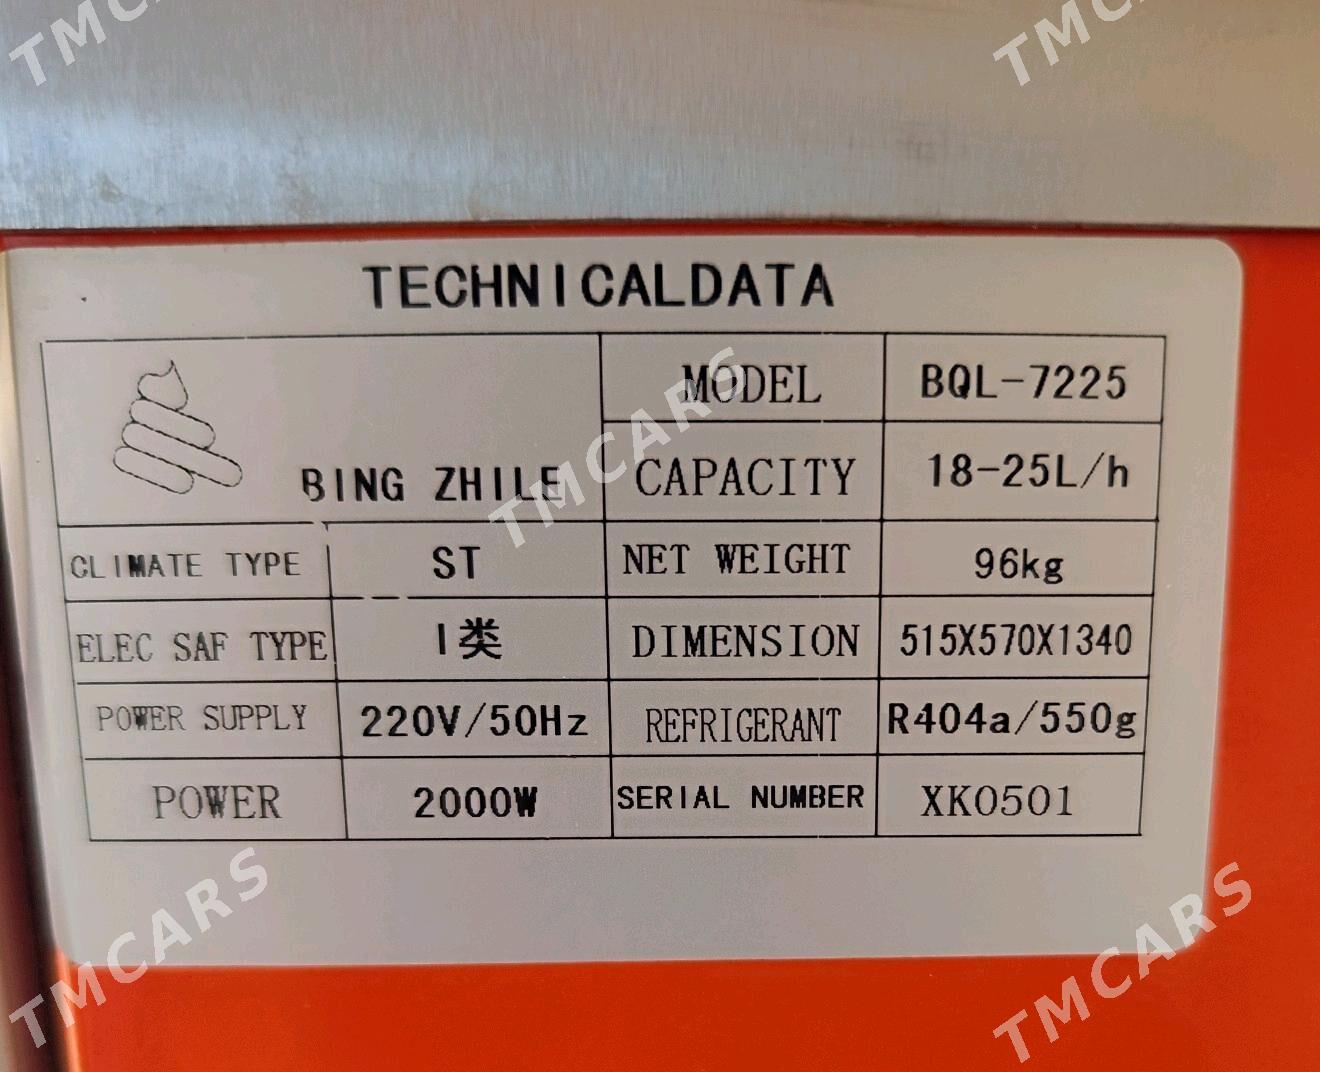 TMCARS
TMCARS
TECHNICALDATA
BING ZHILE
MODEL BQL-7225
CAPACITY 18-25L/h
TMCARS
CLIMATE TYPE ST NET WEIGHT 96kg
ELEC SAF TYPE I类 DIMENSION 515X570X1340
POWER SUPPLY 220V/50Hz REFRIGERANT R404a/550g
POWER 2000W SERIAL NUMBER XK0501
TMCARS
TMCARS